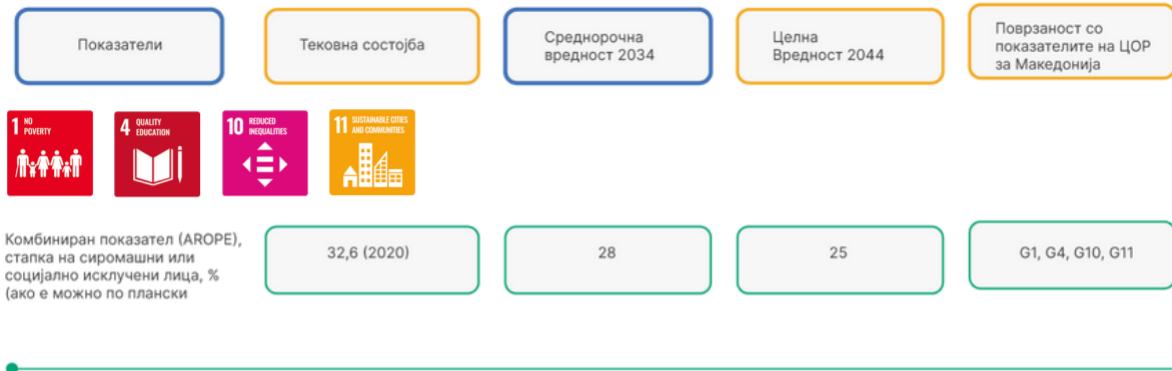 Показатели
Тековна состојба
Среднорочна
вредност 2034
Целна
Вредност 2044
Поврзаност со
показателите на ЦОР
за Македонија
1 NO
POVERTY
4 QUALITY
EDUCATION
10 REDUCED
INEQUALITIES
11 SUSTAINABLE CITIES
AND COMMUNITIES
Комбиниран показател (AROPE),
стапка на сиромашни или
социјално исклучени лица, %
(ако е можно по плански
32,6 (2020)
28
25
G1, G4, G10, G11